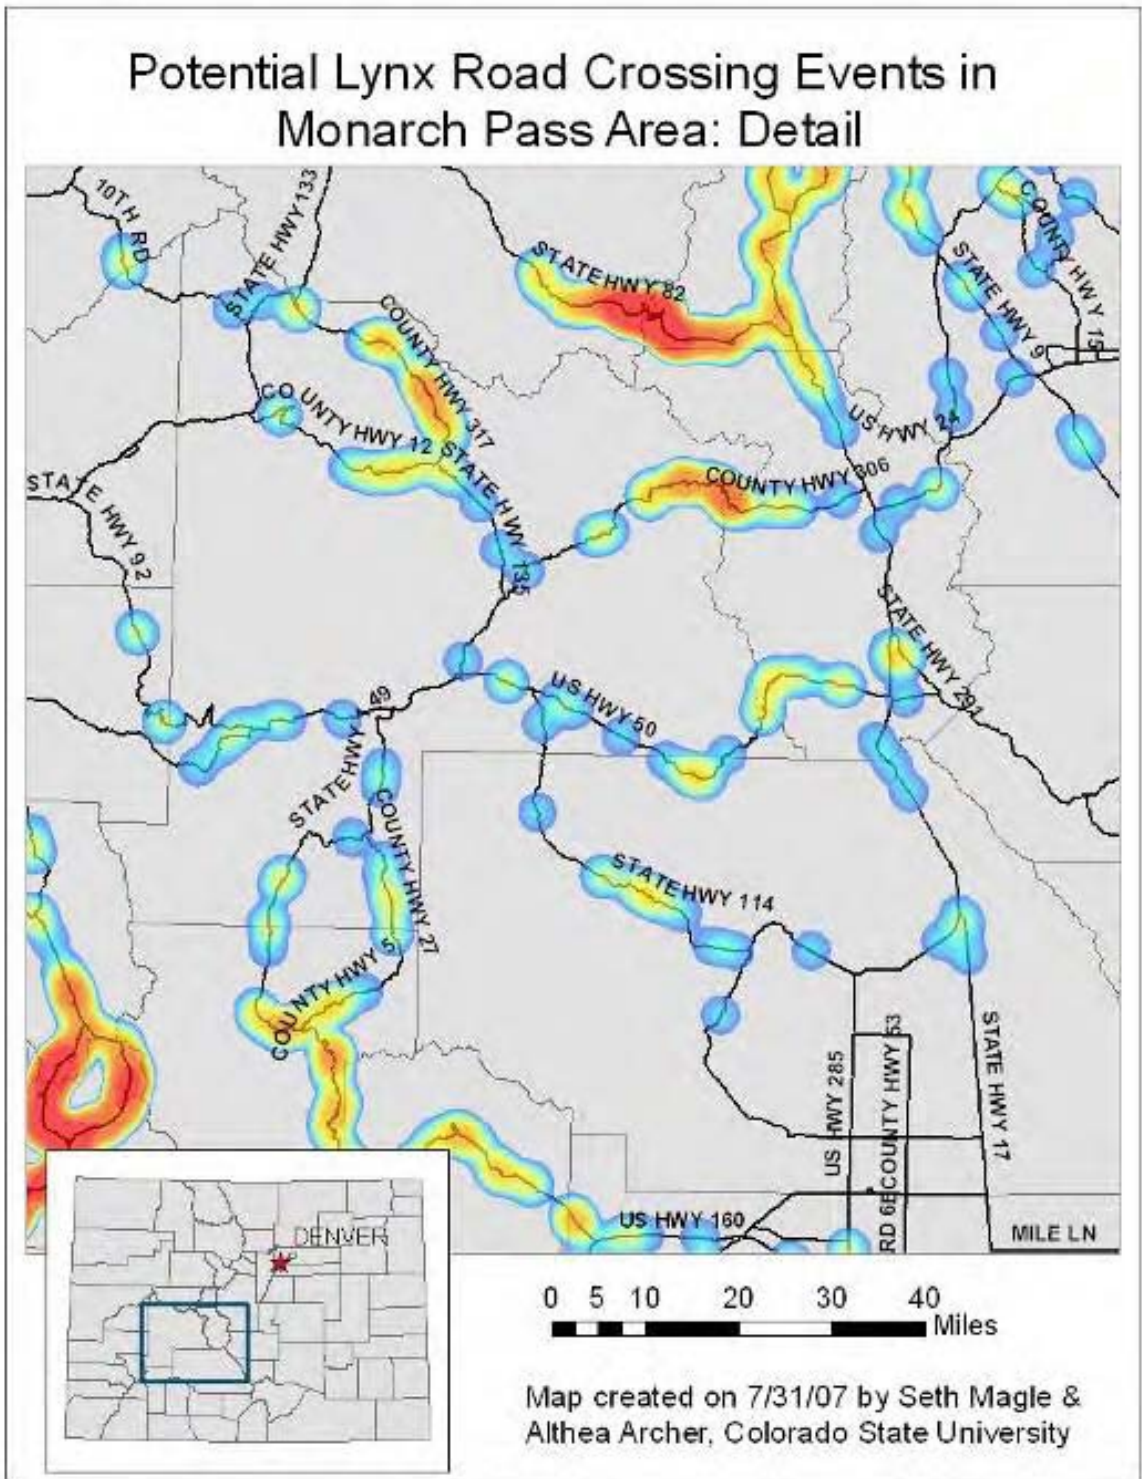 Potential Lynx Road Crossing Events in
Monarch Pass Area: Detail
10TH RD
STATE HWY 133
STATE HWY 82
COUNTY HWY 15
STATE HWY 9
COUNTY HWY 317
COUNTY HWY 12
US HWY 24
STATE HWY 135
COUNTY HWY 306
STATE HWY 92
STATE HWY 291
US HWY 50
STATE HWY 149
COUNTY HWY 27
STATE HWY 114
COUNTY HWY 5
US HWY 285
COUNTY HWY 53
RD 6E
STATE HWY 17
US HWY 160
MILE LN
DENVER
0 5 10 20 30 40
Miles
Map created on 7/31/07 by Seth Magle &
Althea Archer, Colorado State University